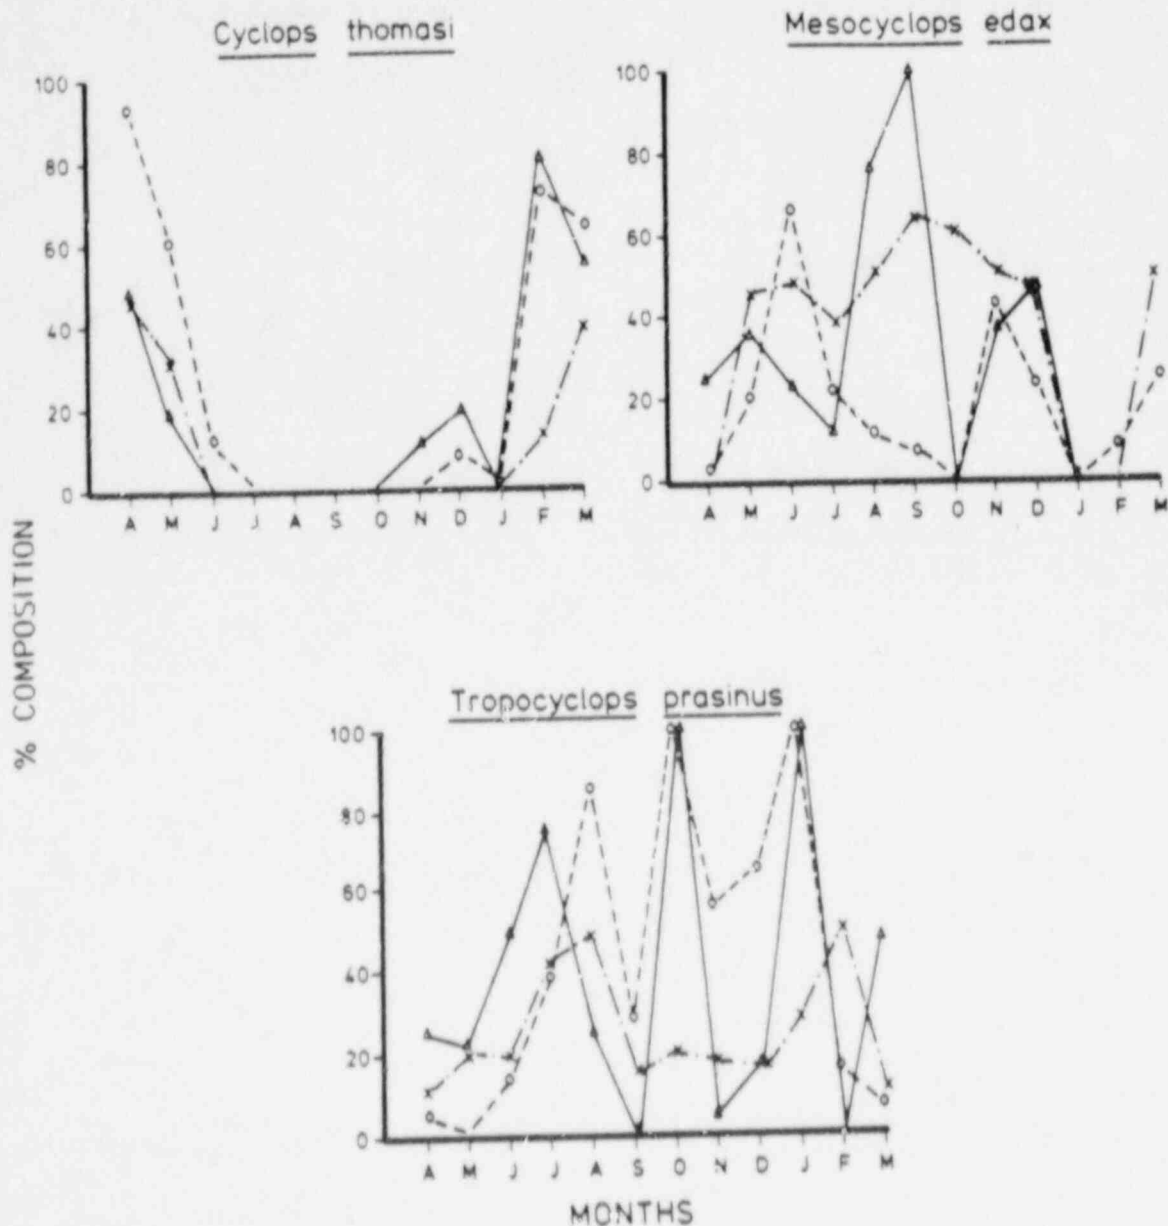 Cyclops thomasi
Mesocyclops edax
100
80
60
40
20
0
A M J J A S O N D J F M
100
80
60
40
20
0
A M J J A S O N D J F M
% COMPOSITION
Tropocyclops prasinus
100
80
60
40
20
0
A M J J A S O N D J F M
MONTHS